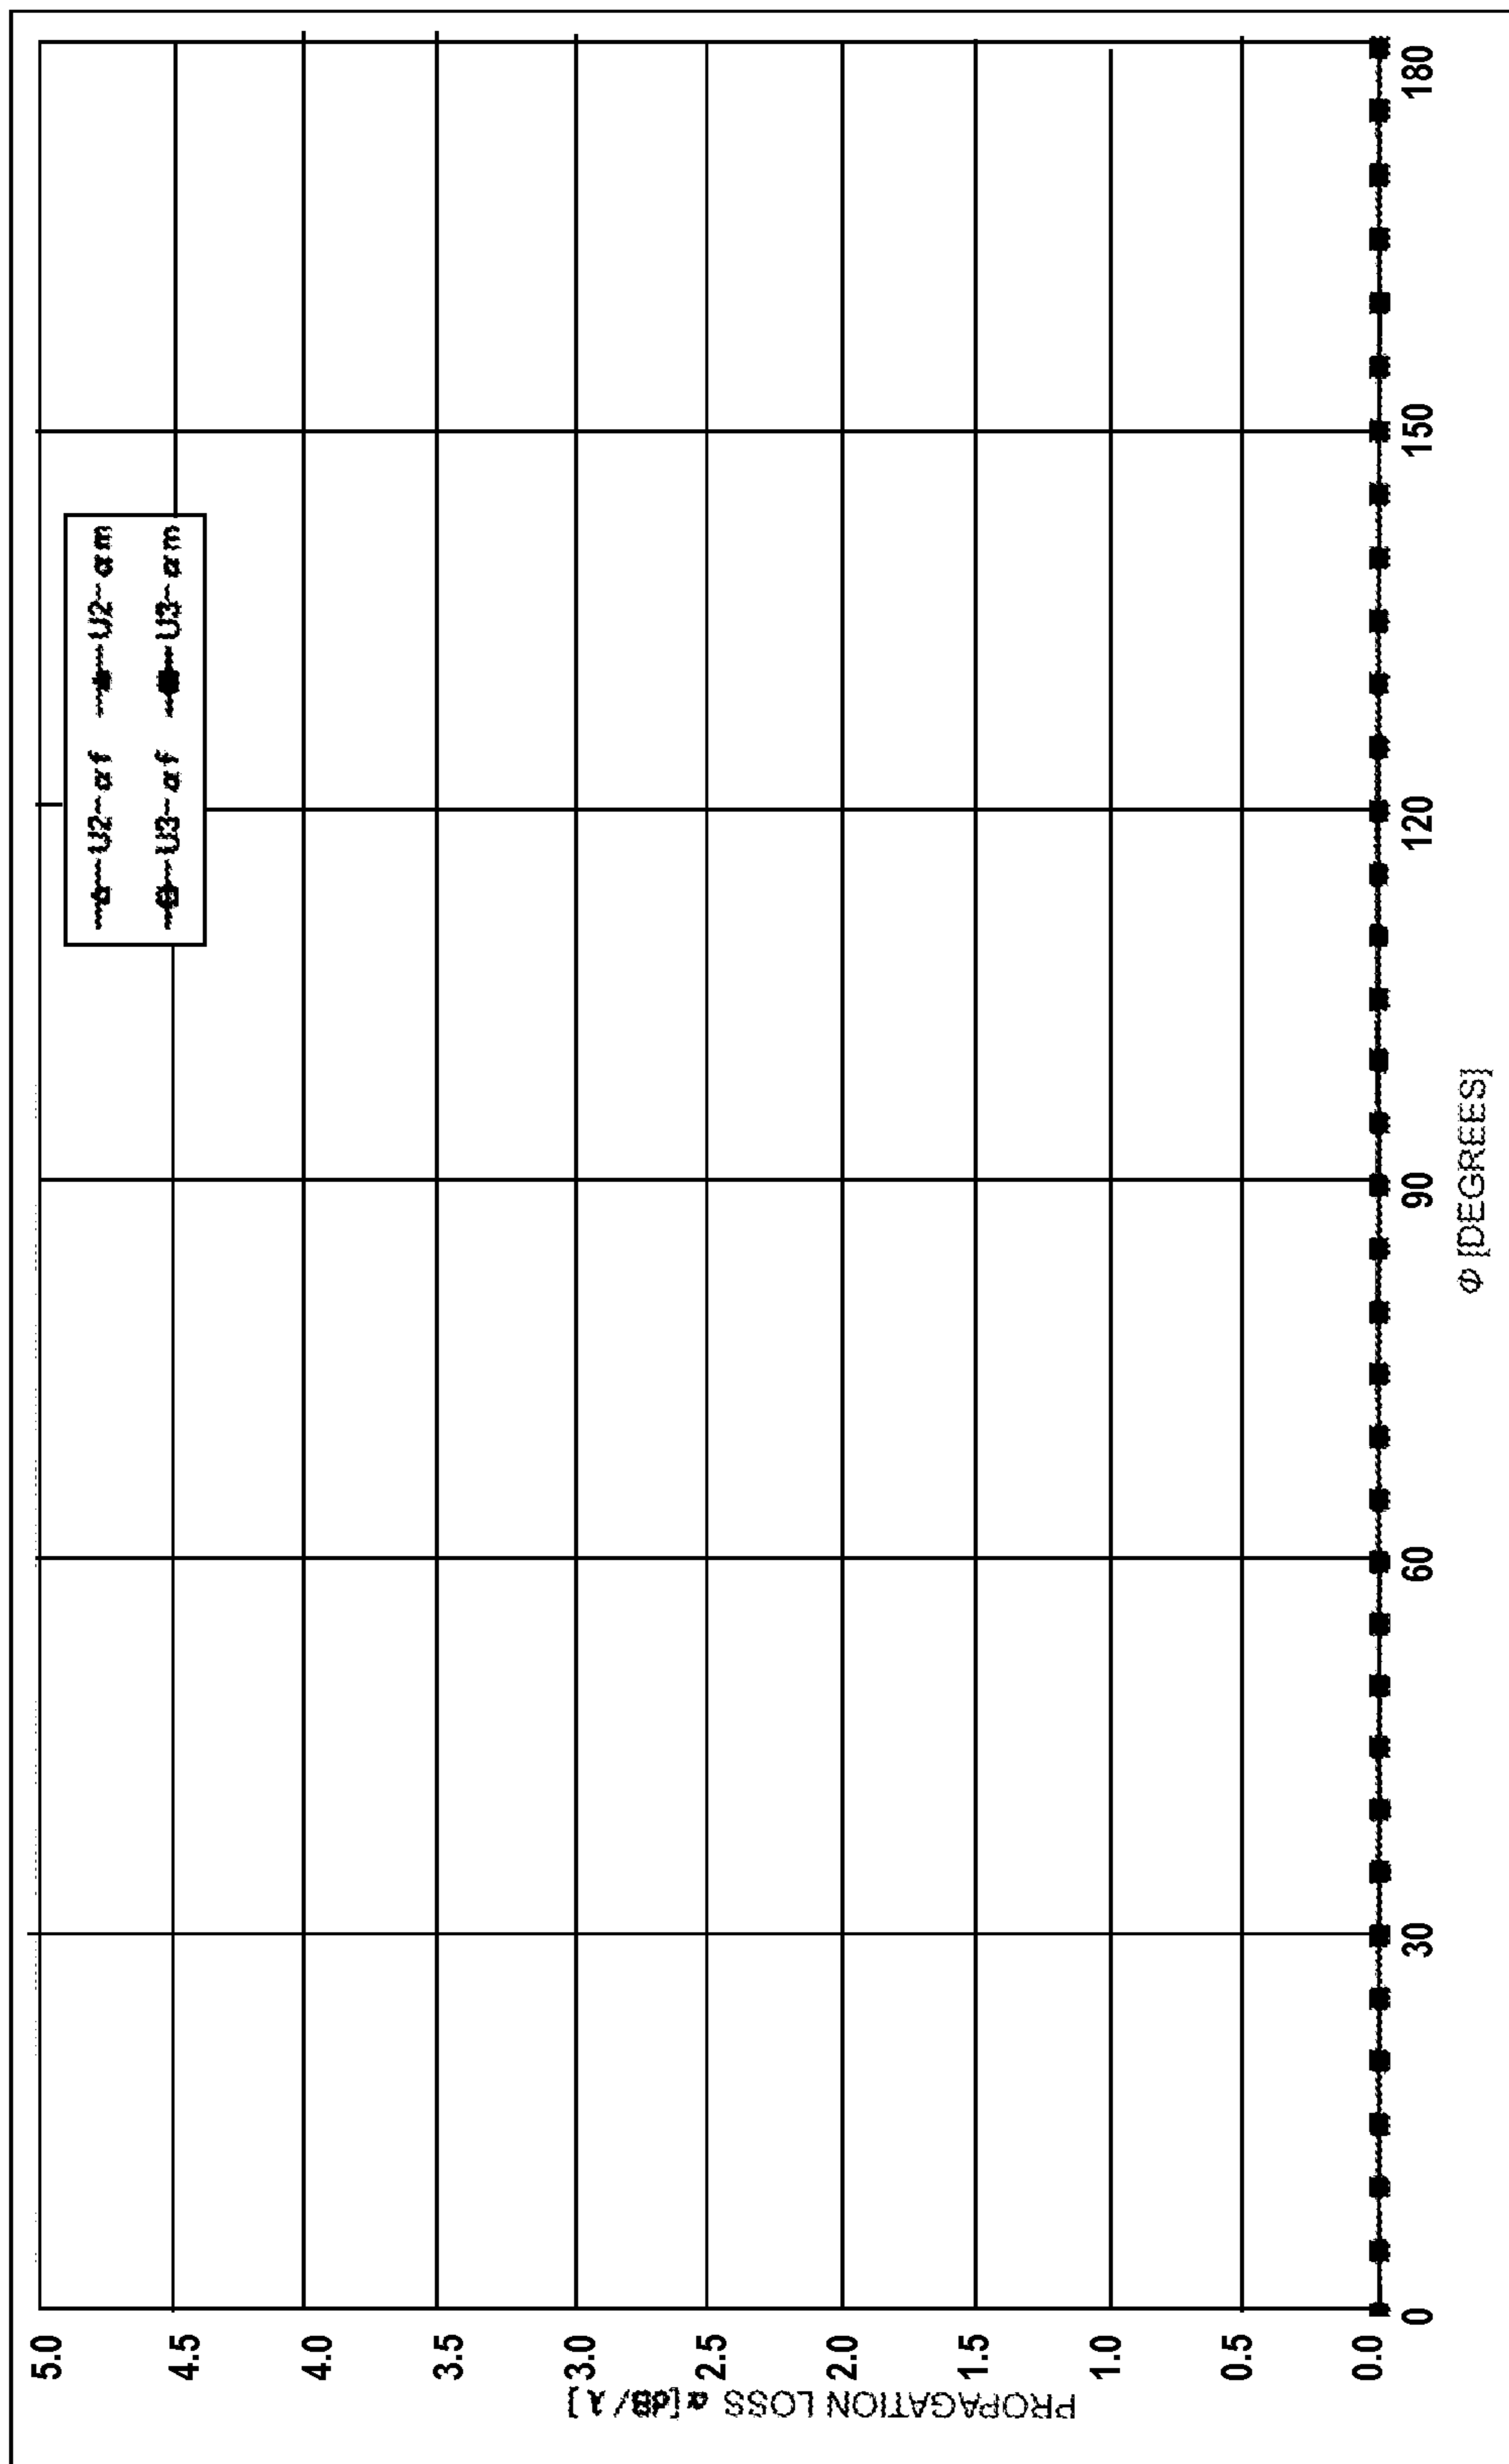 PROPAGATION LOSS α[dB/λ]
5.0
4.5
4.0
3.5
3.0
2.5
2.0
1.5
1.0
0.5
0.0
U2-αf U2-αm
U3-αf U3-αm
0 30 60 90 120 150 180
Φ [DEGREES]